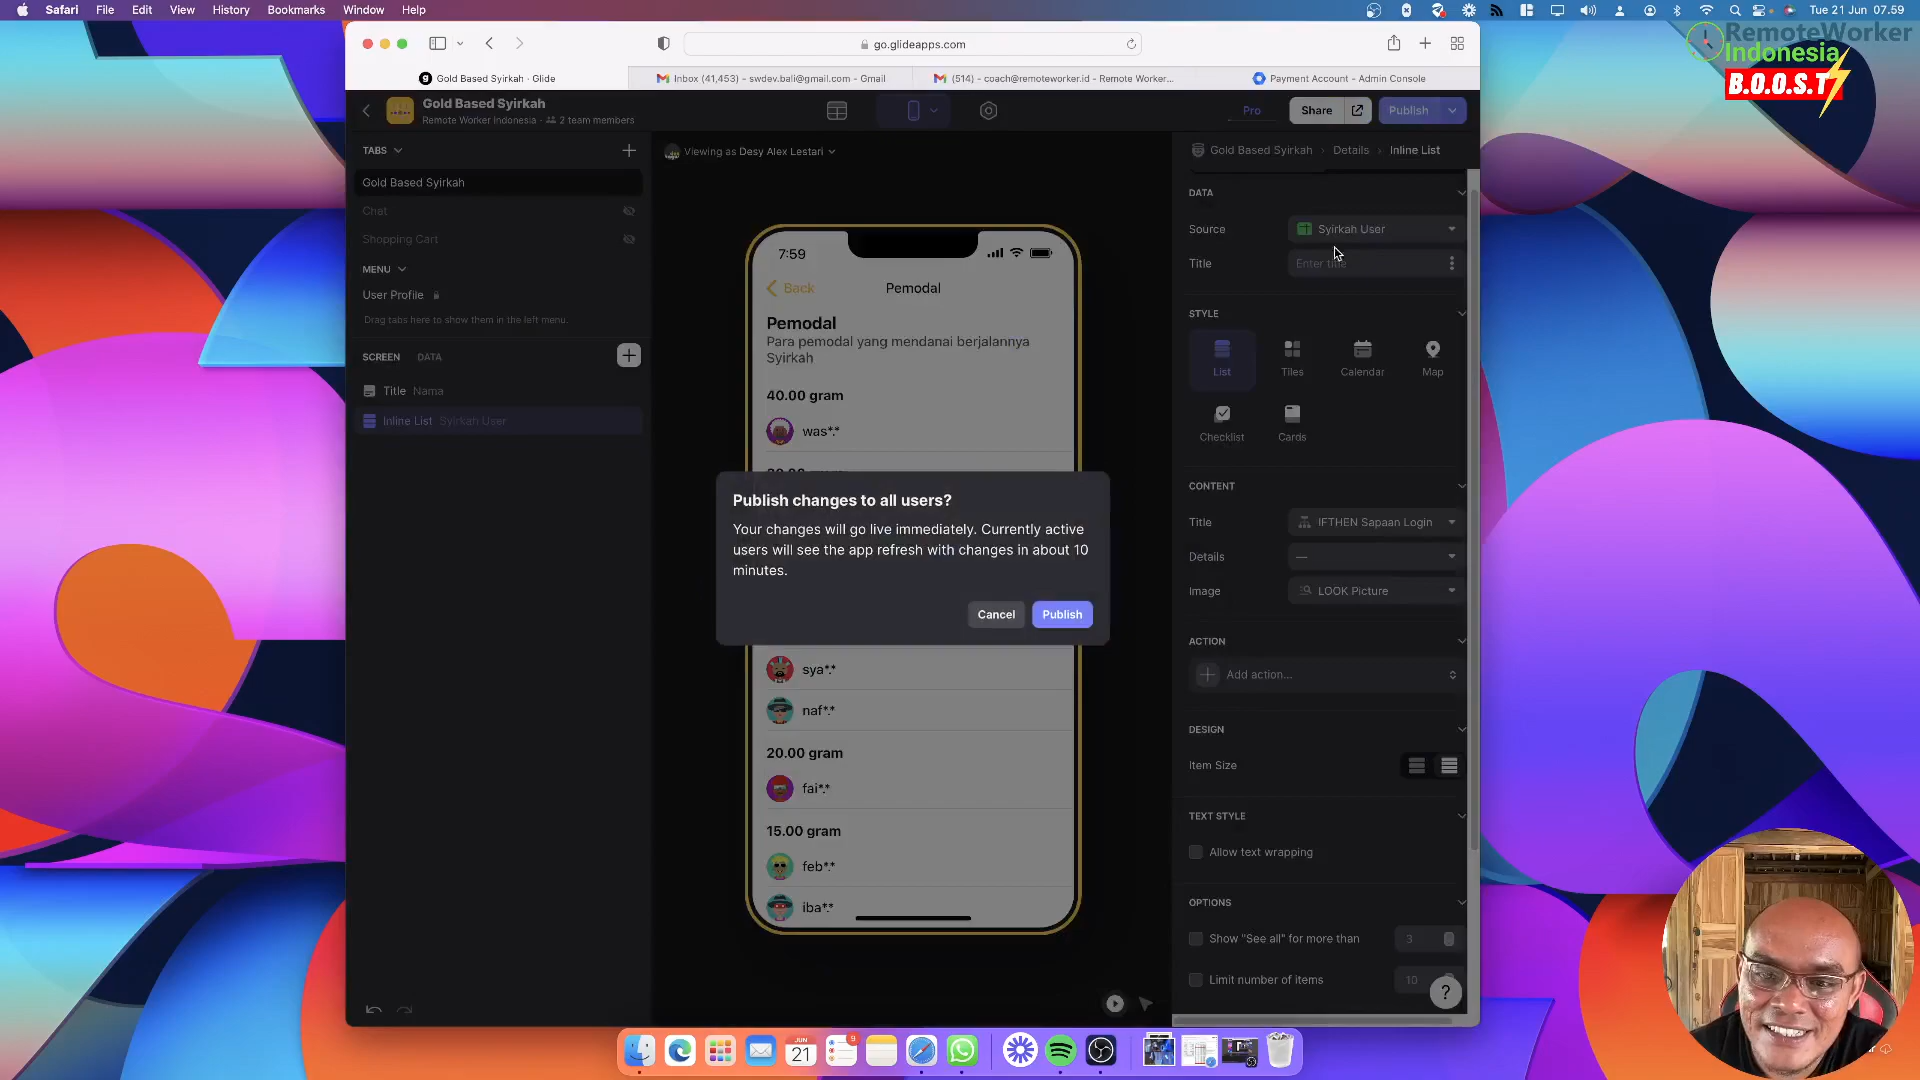 Safari File Edit View History Bookmarks Window Help
Tue 21 Jun 07.59
RemoteWorker
Indonesia
B.O.O.S.T
go.glideapps.com
Gold Based Syirkah - Glide
Inbox (41,453) - swdev.bali@gmail.com - Gmail
(514) - coach@remoteworker.id - Remote Worker...
Payment Account - Admin Console
Gold Based Syirkah
Remote Worker Indonesia - 2 team members
Pro
Share
Publish
TABS
Gold Based Syirkah
Chat
Shopping Cart
MENU
User Profile
Drag tabs here to show them in the left menu.
SCREEN DATA
Title Nama
Inline List Syirkah User
Viewing as Desy Alex Lestari
7:59
Back
Pemodal
Pemodal
Para pemodal yang mendanai berjalannya
Syirkah
40.00 gram
was*.*
Publish changes to all users?
Your changes will go live immediately. Currently active
users will see the app refresh with changes in about 10
minutes.
Cancel
Publish
sya*.*
naf*.*
20.00 gram
fai*.*
15.00 gram
feb*.*
iba*.*
Gold Based Syirkah › Details › Inline List
DATA
Source Syirkah User
Title Enter title
STYLE
List Tiles Calendar Map
Checklist Cards
CONTENT
Title IFTHEN Sapaan Login
Details —
Image LOOK Picture
ACTION
Add action...
DESIGN
Item Size
TEXT STYLE
Allow text wrapping
OPTIONS
Show "See all" for more than 3
Limit number of items 10
?
JUN
21
9